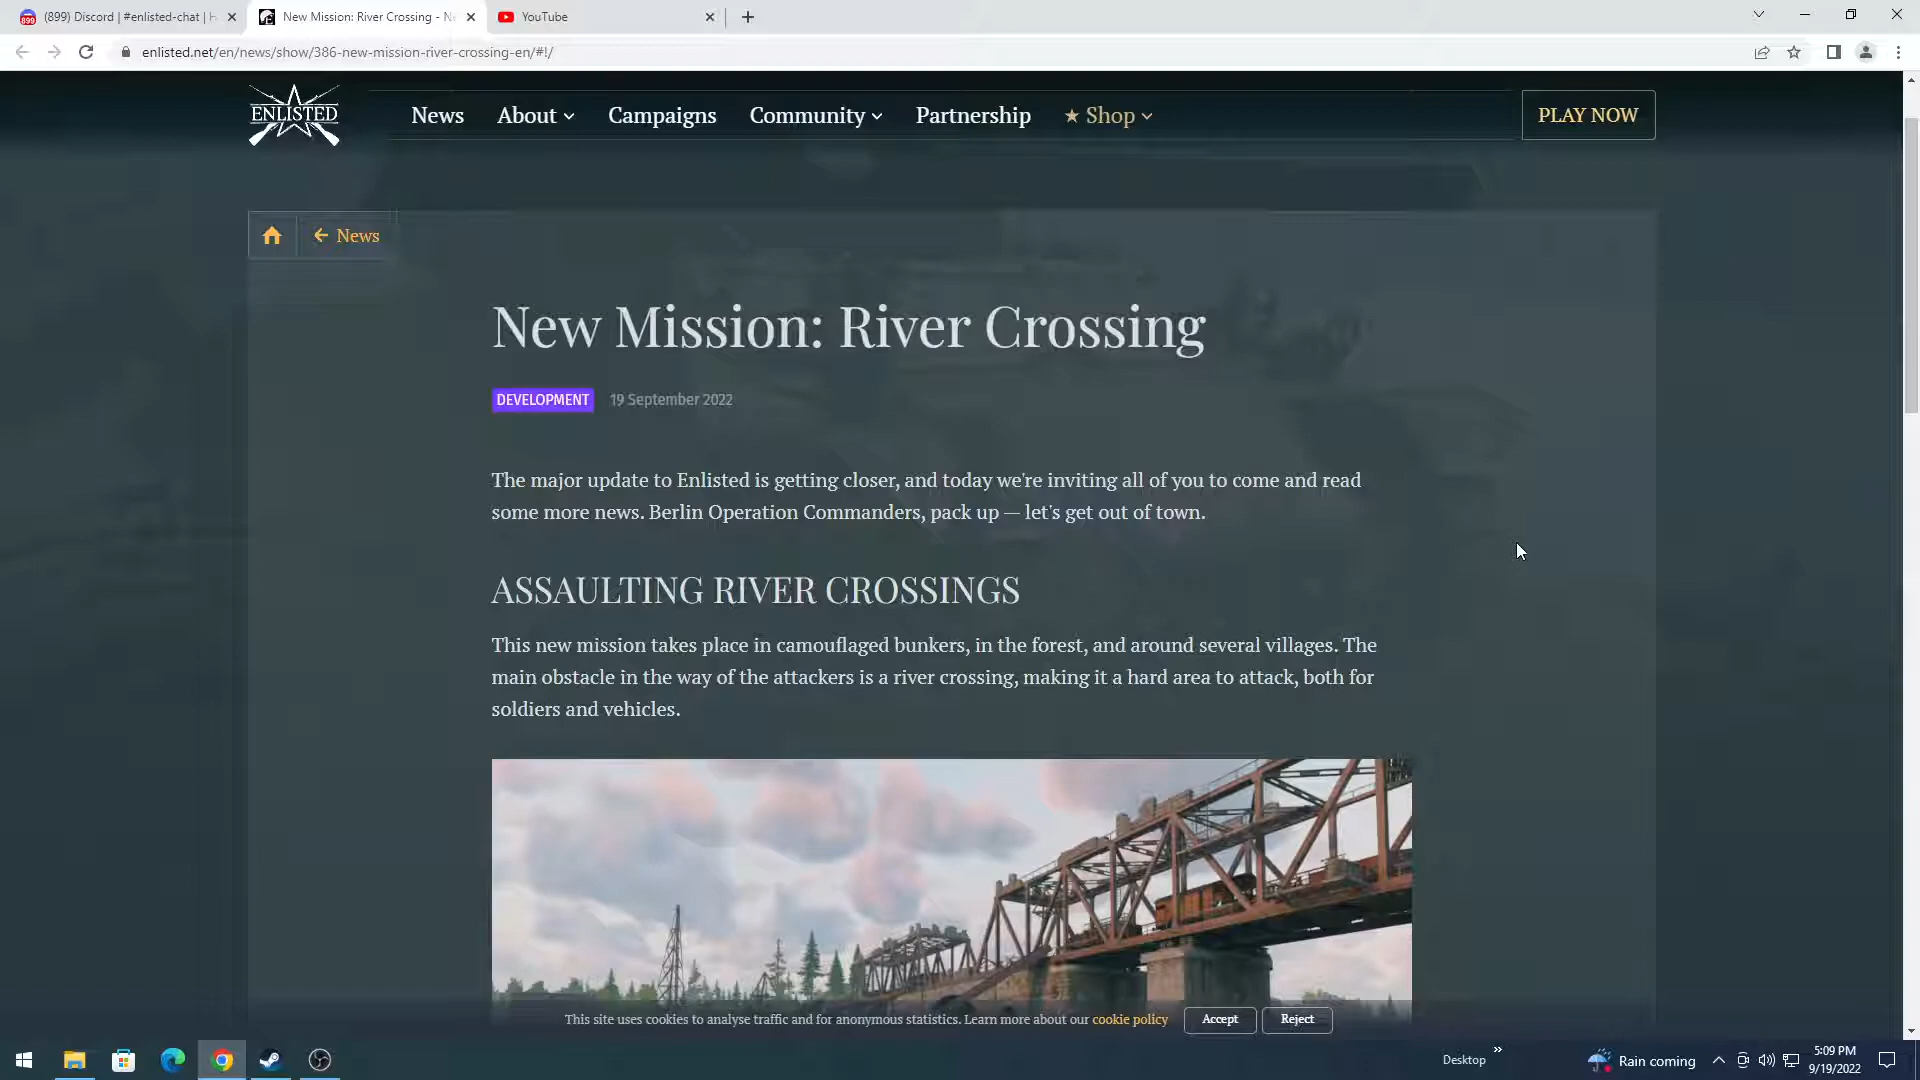 (899) Discord | #enlisted-chat | H
New Mission: River Crossing - Ne
YouTube
enlisted.net/en/news/show/386-new-mission-river-crossing-en/#!/
ENLISTED
News
About
Campaigns
Community
Partnership
★ Shop
PLAY NOW
← News
New Mission: River Crossing
DEVELOPMENT
19 September 2022
The major update to Enlisted is getting closer, and today we're inviting all of you to come and read
some more news. Berlin Operation Commanders, pack up — let's get out of town.
ASSAULTING RIVER CROSSINGS
This new mission takes place in camouflaged bunkers, in the forest, and around several villages. The
main obstacle in the way of the attackers is a river crossing, making it a hard area to attack, both for
soldiers and vehicles.
This site uses cookies to analyse traffic and for anonymous statistics. Learn more about our cookie policy
Accept
Reject
Desktop
Rain coming
5:09 PM
9/19/2022